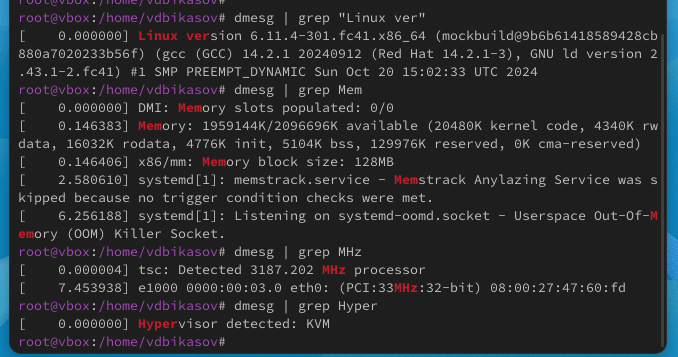 root@vbox:/home/vdbikasov# dmesg | grep "Linux ver"
[    0.000000] Linux version 6.11.4-301.fc41.x86_64 (mockbuild@9b6b61418589428cb
880a7020233b56f) (gcc (GCC) 14.2.1 20240912 (Red Hat 14.2.1-3), GNU ld version 2
.43.1-2.fc41) #1 SMP PREEMPT_DYNAMIC Sun Oct 20 15:02:33 UTC 2024
root@vbox:/home/vdbikasov# dmesg | grep Mem
[    0.000000] DMI: Memory slots populated: 0/0
[    0.146383] Memory: 1959144K/2096696K available (20480K kernel code, 4340K rw
data, 16032K rodata, 4776K init, 5104K bss, 129976K reserved, 0K cma-reserved)
[    0.146406] x86/mm: Memory block size: 128MB
[    2.580610] systemd[1]: memstrack.service - Memstrack Anylazing Service was s
kipped because no trigger condition checks were met.
[    6.256188] systemd[1]: Listening on systemd-oomd.socket - Userspace Out-Of-M
emory (OOM) Killer Socket.
root@vbox:/home/vdbikasov# dmesg | grep MHz
[    0.000004] tsc: Detected 3187.202 MHz processor
[    7.453938] e1000 0000:00:03.0 eth0: (PCI:33MHz:32-bit) 08:00:27:47:60:fd
root@vbox:/home/vdbikasov# dmesg | grep Hyper
[    0.000000] Hypervisor detected: KVM
root@vbox:/home/vdbikasov#